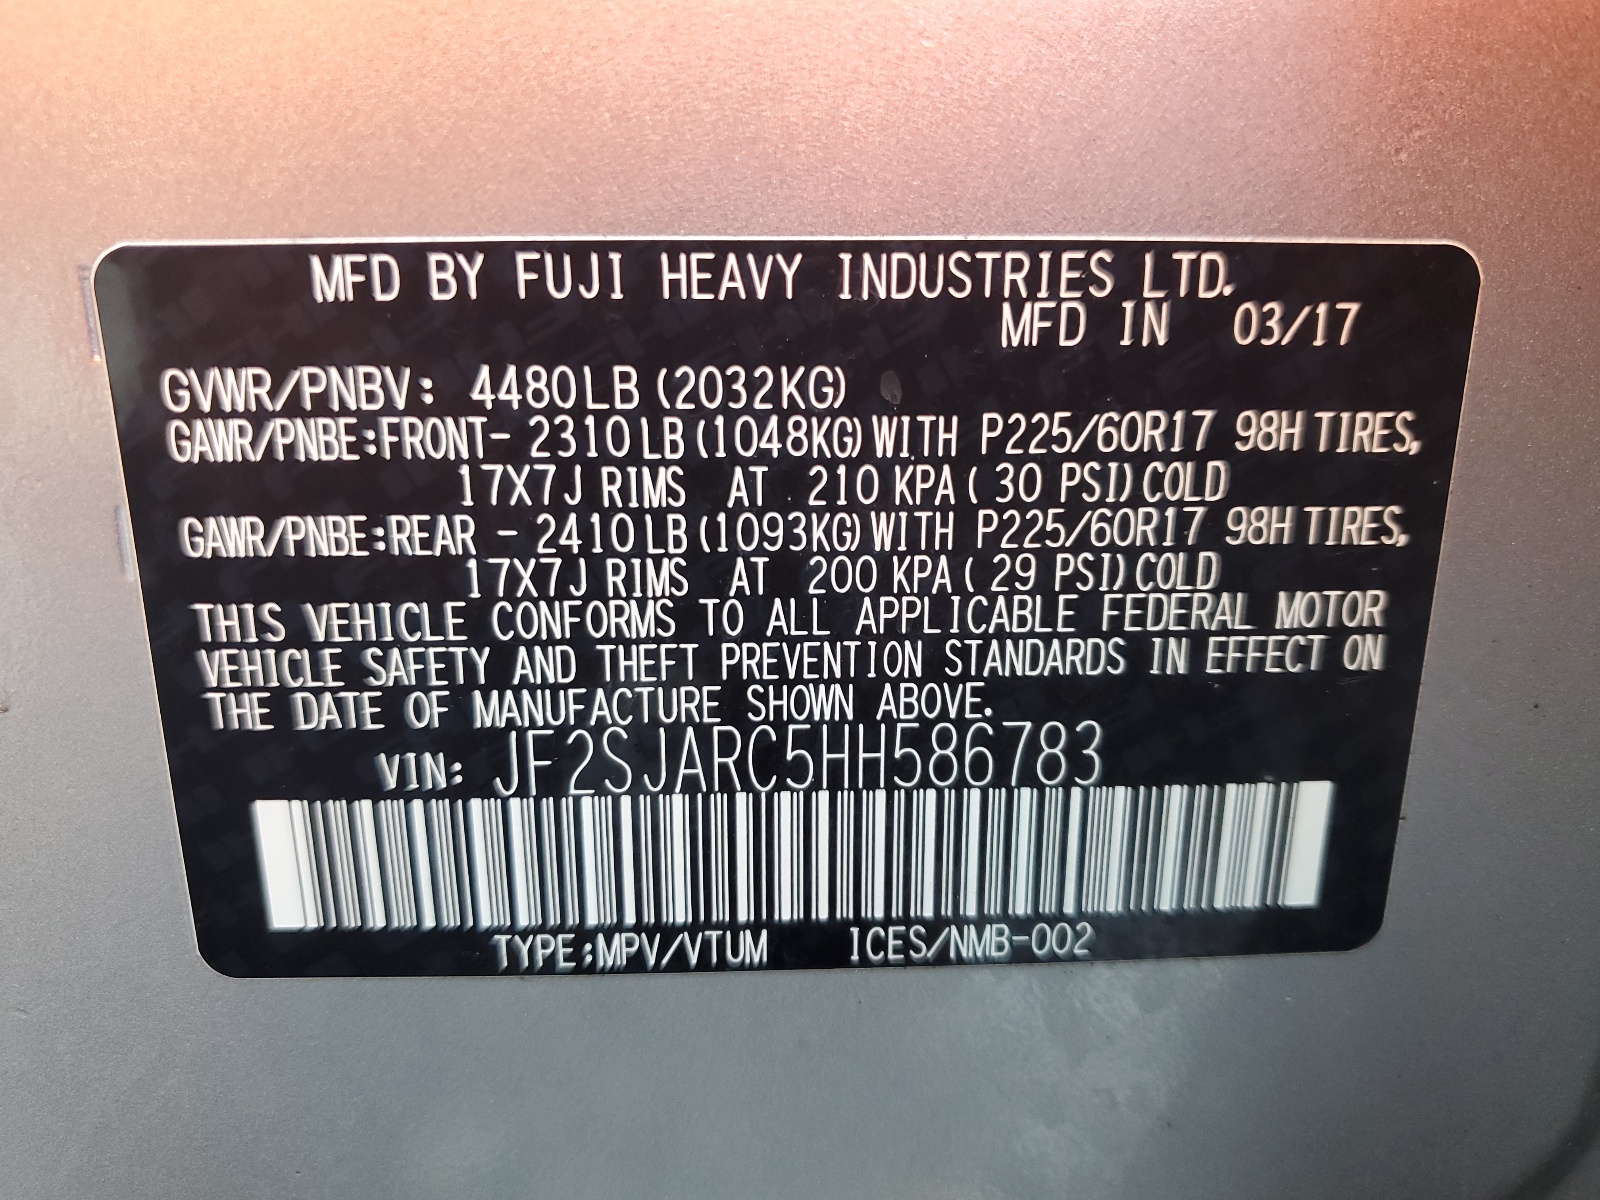 MFD BY FUJI HEAVY INDUSTRIES LTD.
MFD IN 03/17
GVWR/PNBV: 4480LB (2032KG)
GAWR/PNBE:FRONT- 2310LB (1048KG) WITH P225/60R17 98H TIRES,
17X7J RIMS AT 210 KPA ( 30 PSI) COLD
GAWR/PNBE:REAR - 2410LB (1093KG) WITH P225/60R17 98H TIRES,
17X7J RIMS AT 200 KPA ( 29 PSI) COLD
THIS VEHICLE CONFORMS TO ALL APPLICABLE FEDERAL MOTOR
VEHICLE SAFETY AND THEFT PREVENTION STANDARDS IN EFFECT ON
THE DATE OF MANUFACTURE SHOWN ABOVE.
VIN: JF2SJARC5HH586783
TYPE:MPV/VTUM ICES/NMB-002